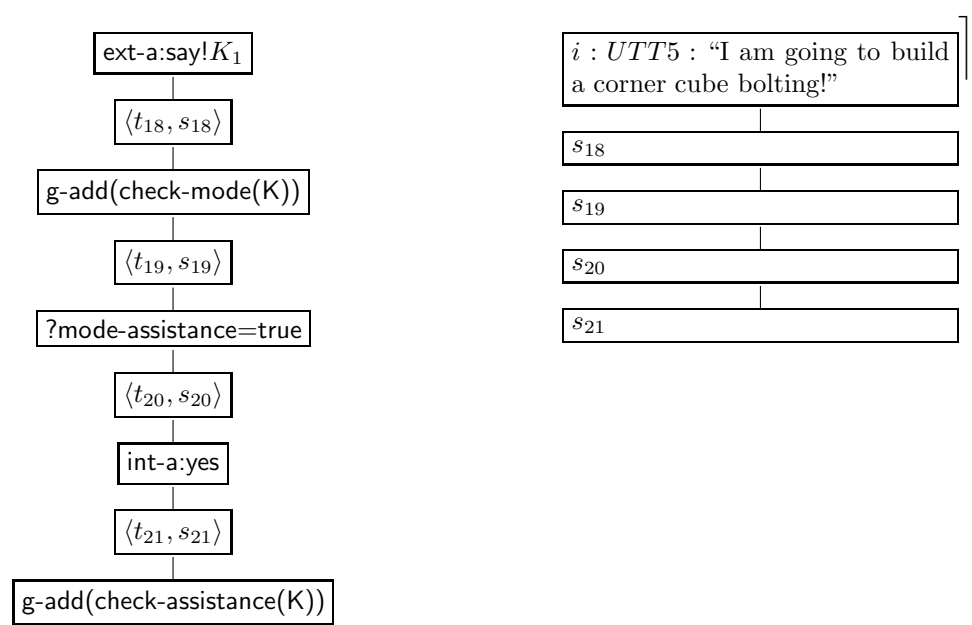 ext-a:say!K₁
⟨t₁₈, s₁₈⟩
g-add(check-mode(K))
⟨t₁₉, s₁₉⟩
?mode-assistance=true
⟨t₂₀, s₂₀⟩
int-a:yes
⟨t₂₁, s₂₁⟩
g-add(check-assistance(K))
i : UTT5 : “I am going to build
a corner cube bolting!”
s₁₈
s₁₉
s₂₀
s₂₁